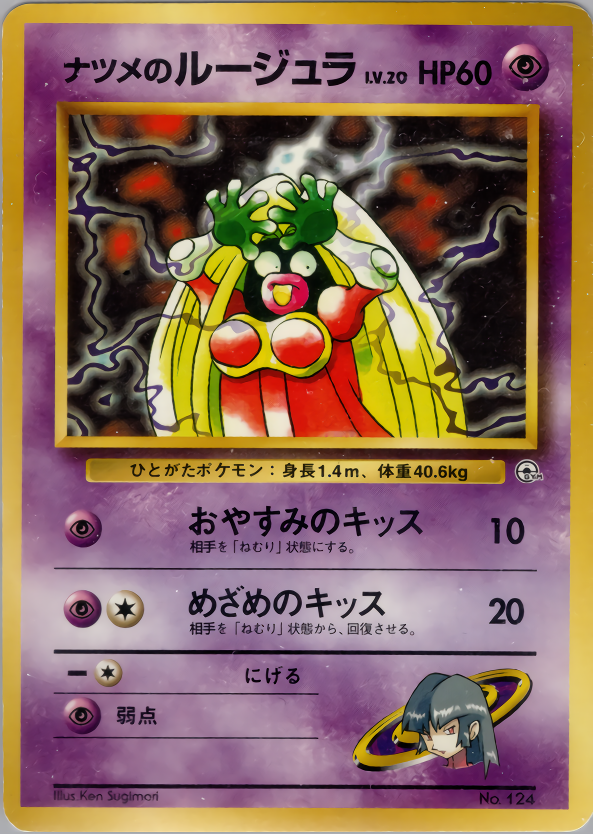 ナツメのルージュラ LV.20 HP60
ひとがたポケモン：身長1.4m、体重40.6kg
GYM
おやすみのキッス 10
相手を「ねむり」状態にする。
めざめのキッス 20
相手を「ねむり」状態から、回復させる。
にげる
弱点
Illus.Ken Sugimori No. 124